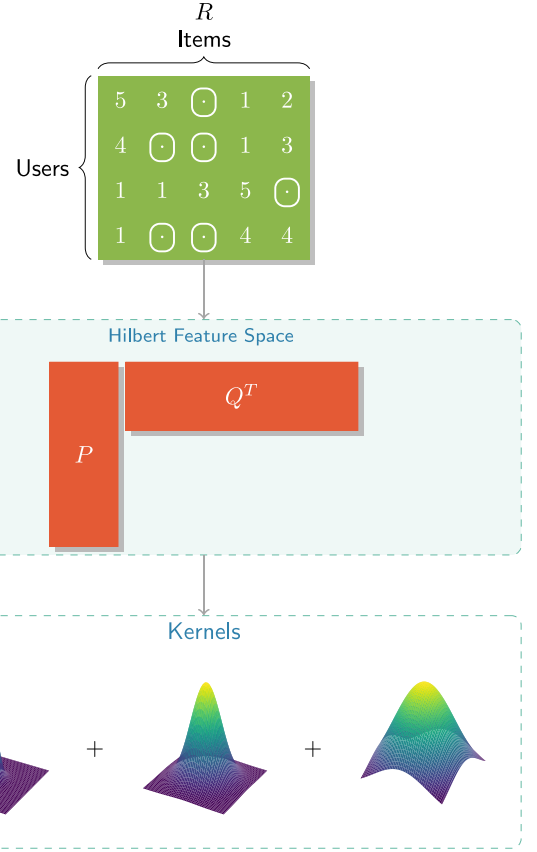 R
Items
Users
5 3 · 1 2
4 · · 1 3
1 1 3 5 ·
1 · · 4 4
Hilbert Feature Space
P
Q^T
Kernels
+ +